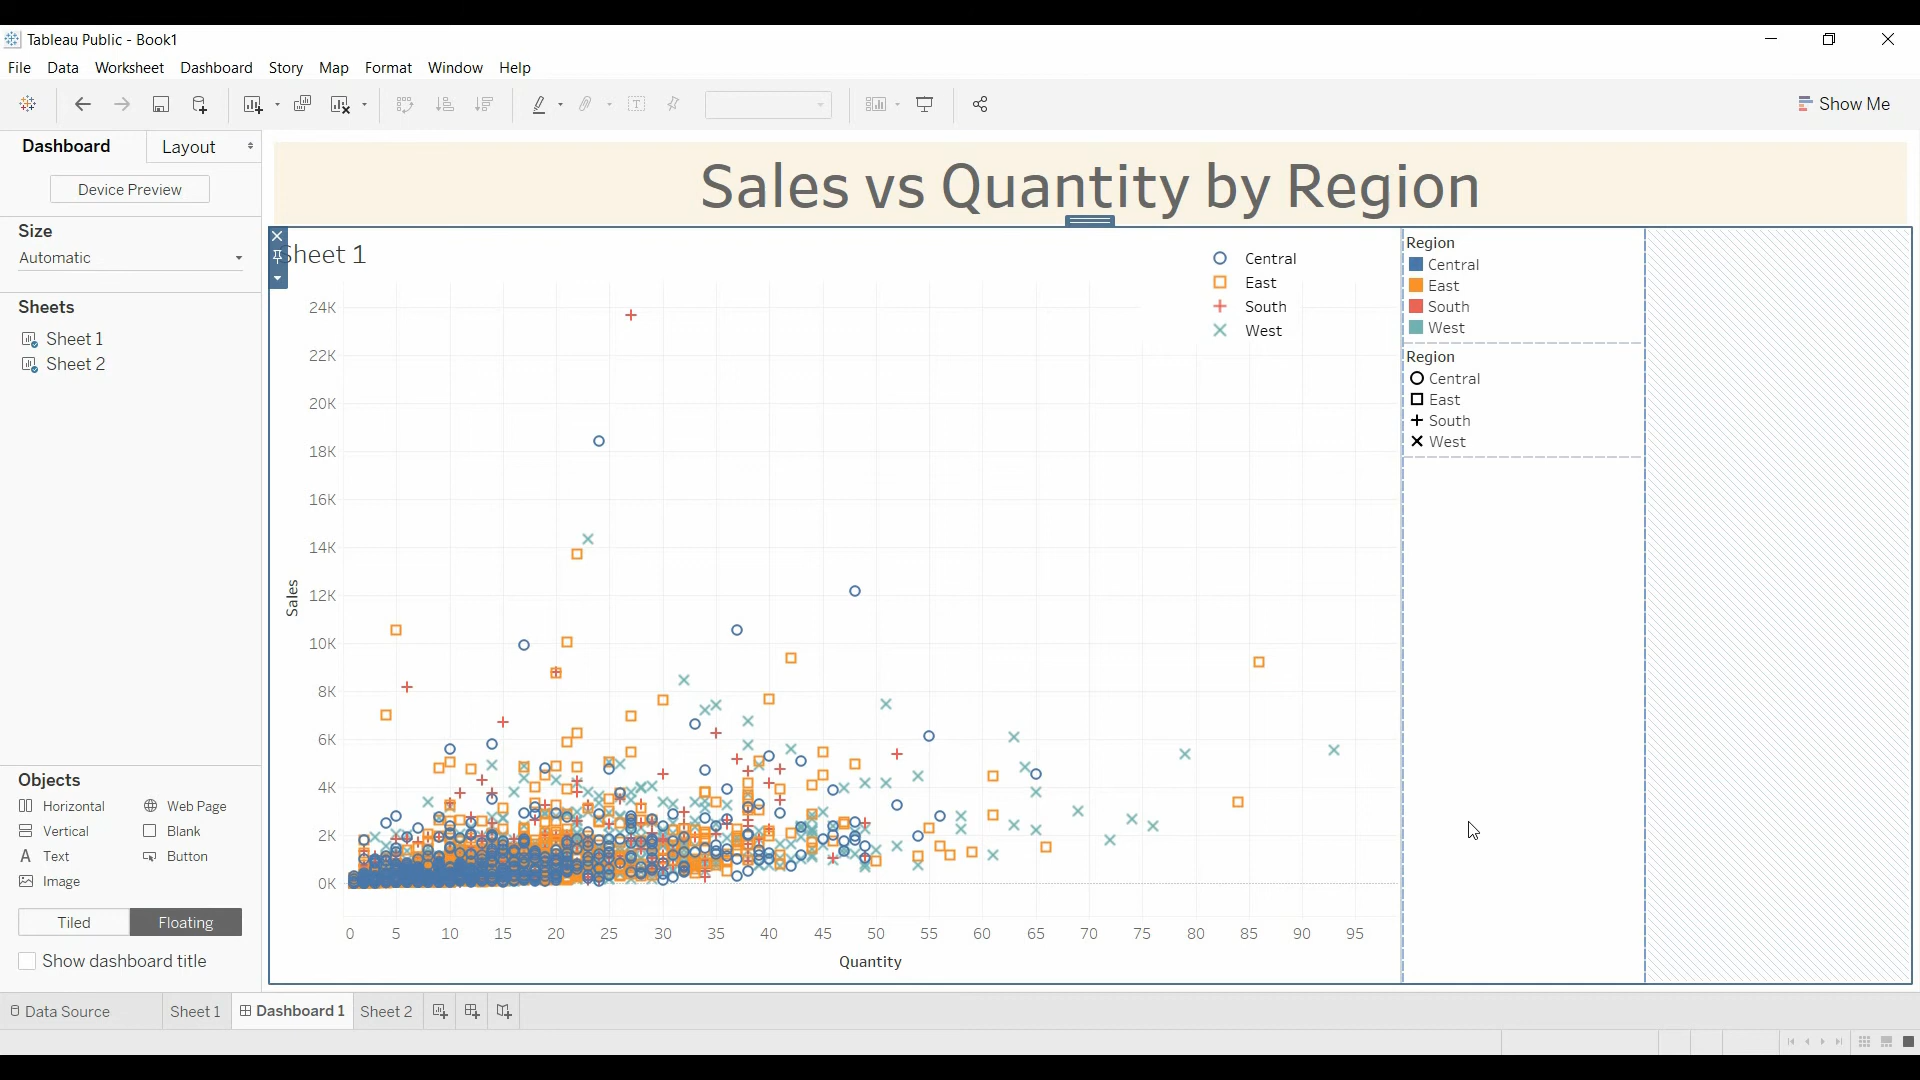 Tableau Public - Book1
File Data Worksheet Dashboard Story Map Format Window Help
Show Me
Dashboard
Layout
Device Preview
Size
Automatic
Sheets
Sheet 1
Sheet 2
Objects
Horizontal
Web Page
Vertical
Blank
Text
Button
Image
Tiled
Floating
Show dashboard title
Sales vs Quantity by Region
Sheet 1
Central
East
South
West
24K
22K
20K
18K
16K
14K
12K
10K
8K
6K
4K
2K
0K
Sales
0 5 10 15 20 25 30 35 40 45 50 55 60 65 70 75 80 85 90 95
Quantity
Region
Central
East
South
West
Region
Central
East
South
West
Data Source
Sheet 1
Dashboard 1
Sheet 2